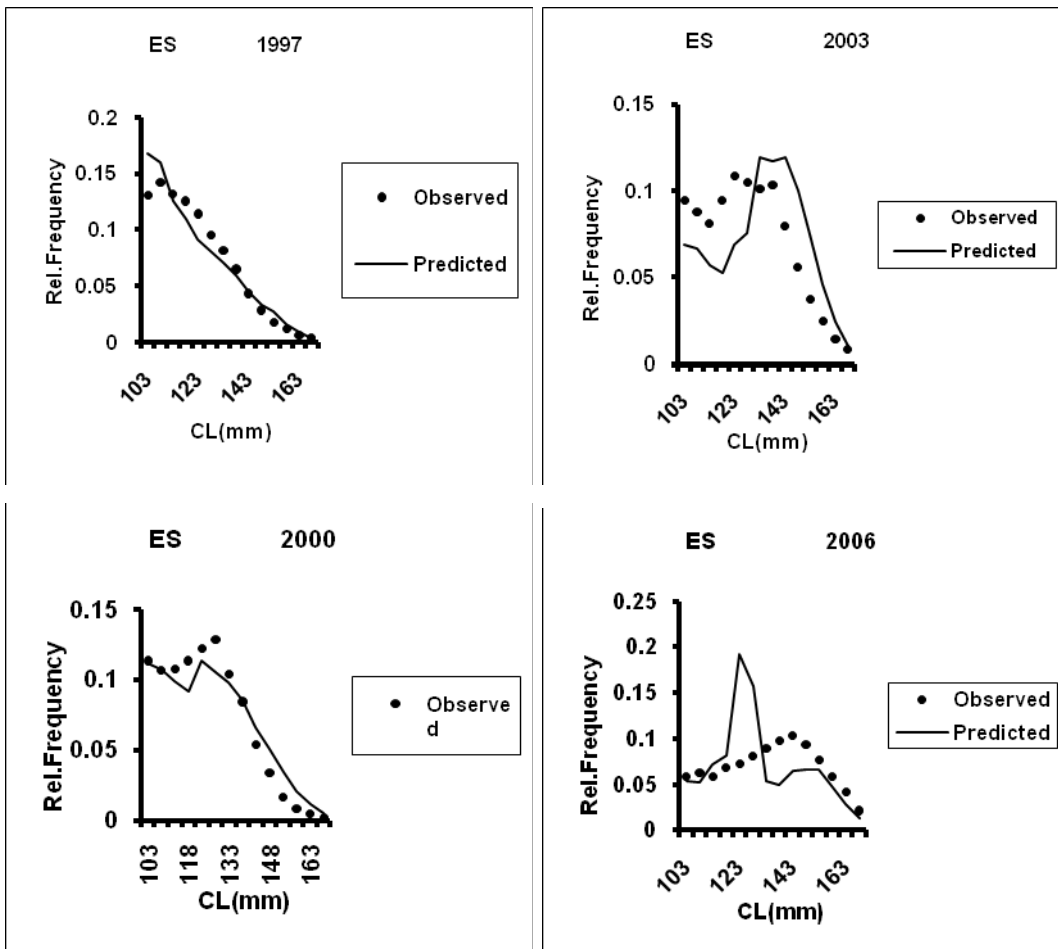 ES 1997
0.2
0.15
0.1
0.05
0
Rel.Frequency
103 123 143 163
CL(mm)
Observed
Predicted
ES 2003
0.15
0.1
0.05
0
Rel.Frequency
103 123 143 163
CL(mm)
Observed
Predicted
ES 2000
0.15
0.1
0.05
0
Rel.Frequency
103 118 133 148 163
CL(mm)
Observe
d
ES 2006
0.25
0.2
0.15
0.1
0.05
0
Rel.Frequency
103 123 143 163
CL(mm)
Observed
Predicted